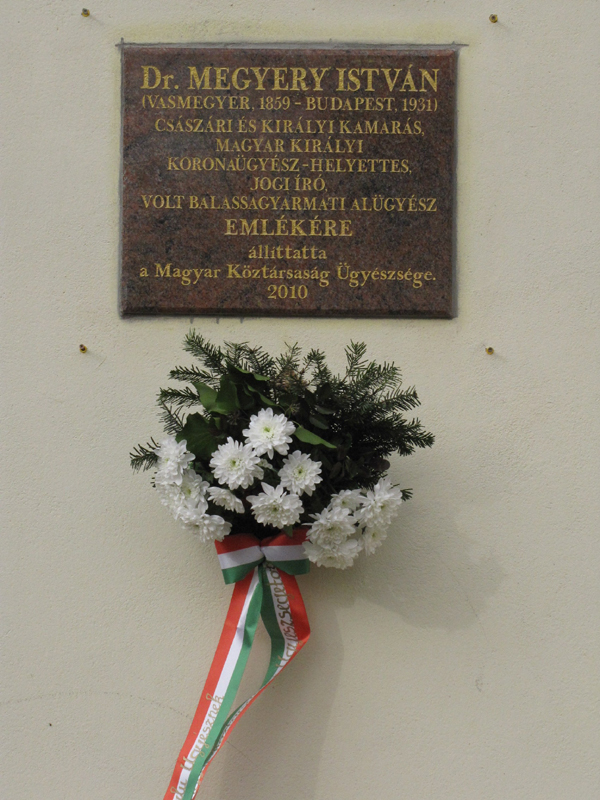 Dr. MEGYERY ISTVÁN
(VASMEGYER, 1859 - BUDAPEST, 1931)
CSÁSZÁRI ÉS KIRÁLYI KAMARÁS,
MAGYAR KIRÁLYI
KORONAÜGYÉSZ-HELYETTES,
JOGI ÍRÓ,
VOLT BALASSAGYARMATI ALÜGYÉSZ
EMLÉKÉRE
állíttatta
a Magyar Köztársaság Ügyészsége.
2010
Ügyésznek